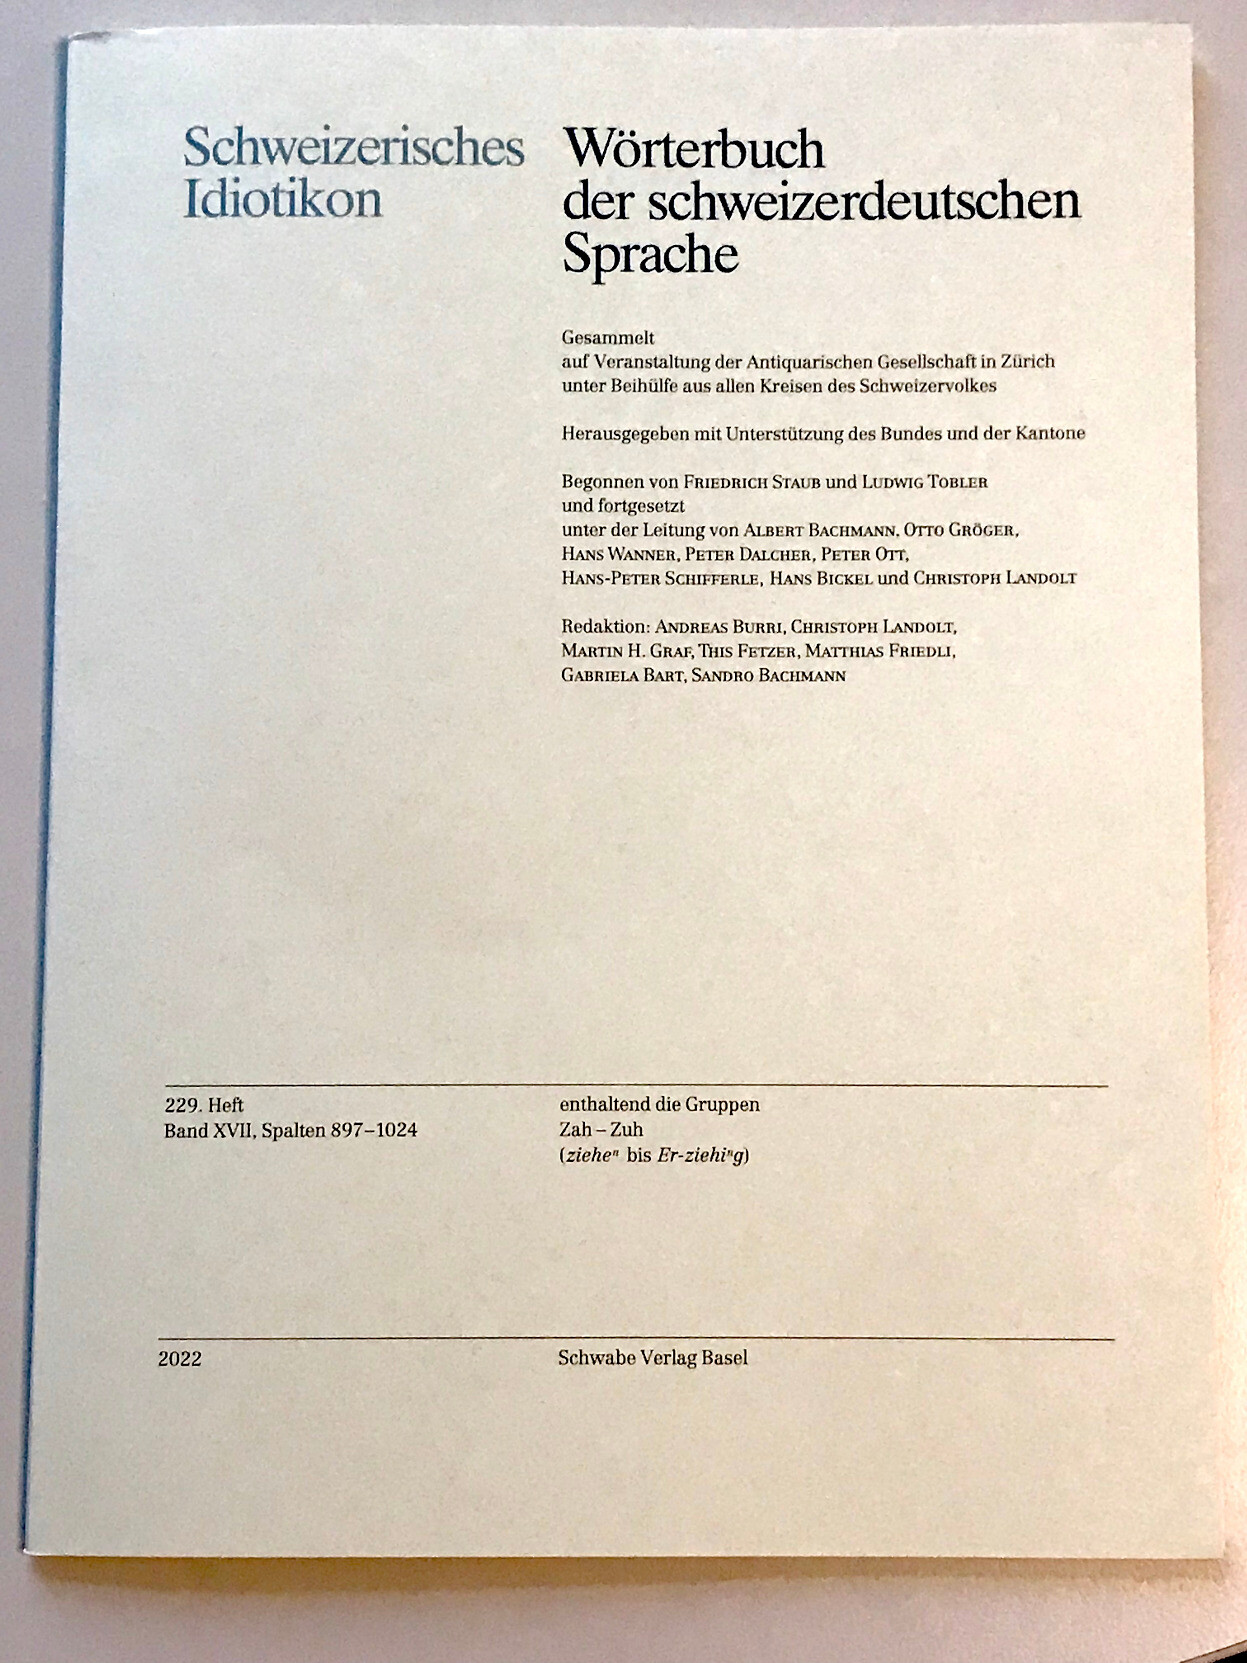 Schweizerisches
Idiotikon
Wörterbuch
der schweizerdeutschen
Sprache
Gesammelt
auf Veranstaltung der Antiquarischen Gesellschaft in Zürich
unter Beihülfe aus allen Kreisen des Schweizervolkes
Herausgegeben mit Unterstützung des Bundes und der Kantone
Begonnen von FRIEDRICH STAUB und LUDWIG TOBLER
und fortgesetzt
unter der Leitung von ALBERT BACHMANN, OTTO GRÖGER,
HANS WANNER, PETER DALCHER, PETER OTT,
HANS-PETER SCHIFFERLE, HANS BICKEL und CHRISTOPH LANDOLT
Redaktion: ANDREAS BURRI, CHRISTOPH LANDOLT,
MARTIN H. GRAF, THIS FETZER, MATTHIAS FRIEDLI,
GABRIELA BART, SANDRO BACHMANN
229. Heft
Band XVII, Spalten 897–1024
enthaltend die Gruppen
Zah – Zuh
(zieheⁿ bis Er-ziehiⁿg)
2022
Schwabe Verlag Basel